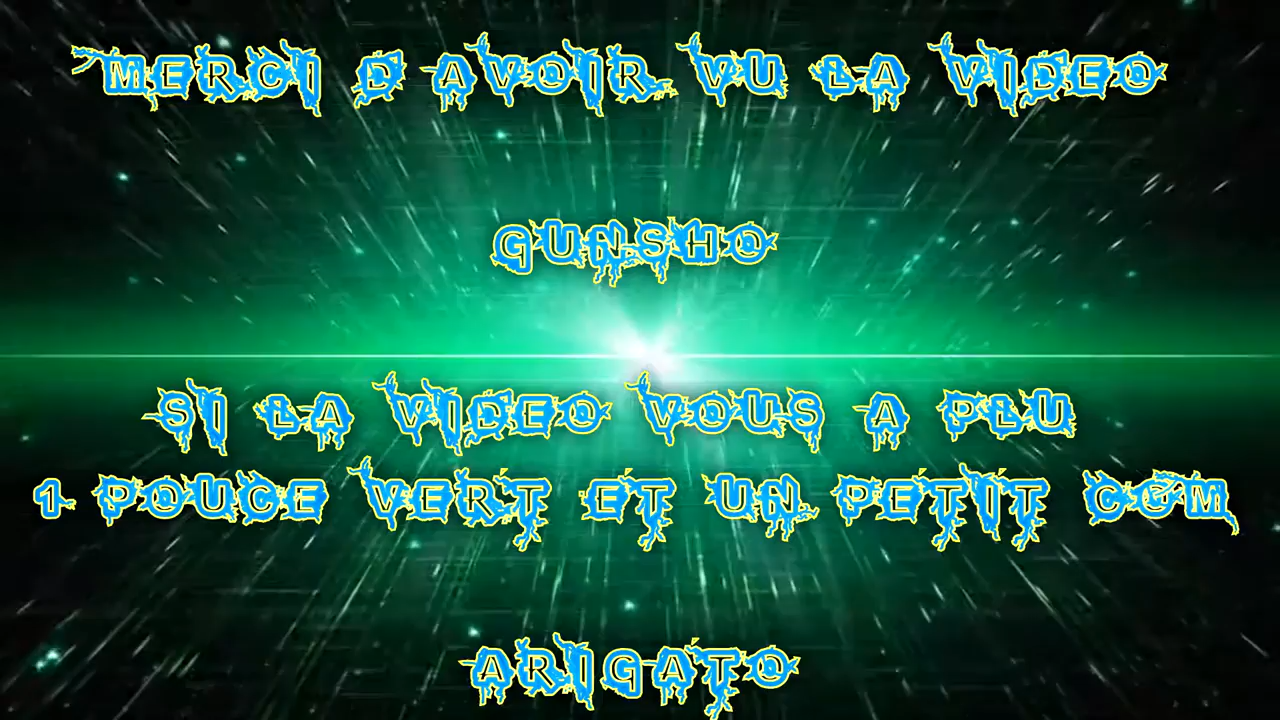 MERCI D AVOIR VU LA VIDEO
GUNSHO
SI LA VIDEO VOUS A PLU
1 POUCE VERT ET UN PETIT COM
ARIGATO